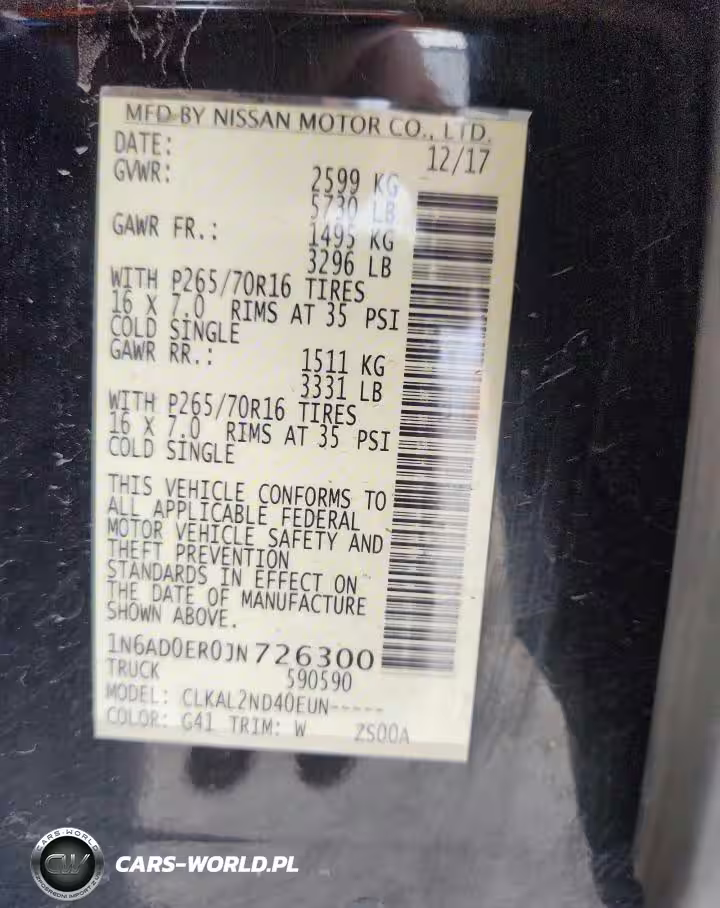 MFD BY NISSAN MOTOR CO., LTD.
DATE: 12/17
GVWR: 2599 KG
5730 LB
GAWR FR.: 1495 KG
3296 LB
WITH P265/70R16 TIRES
16 X 7.0 RIMS AT 35 PSI
COLD SINGLE
GAWR RR.: 1511 KG
3331 LB
WITH P265/70R16 TIRES
16 X 7.0 RIMS AT 35 PSI
COLD SINGLE
THIS VEHICLE CONFORMS TO
ALL APPLICABLE FEDERAL
MOTOR VEHICLE SAFETY AND
THEFT PREVENTION
STANDARDS IN EFFECT ON
THE DATE OF MANUFACTURE
SHOWN ABOVE.
1N6AD0ER0JN726300
TRUCK 590590
MODEL: CLKAL2ND40EUN-----
COLOR: G41 TRIM: W ZS00A
CARS-WORLD
CW
CARS-WORLD.PL